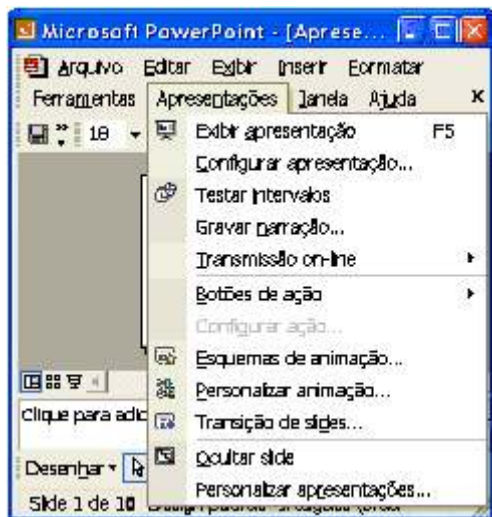 Microsoft PowerPoint - [Aprese...
Arquivo Editar Exibir Inserir Formatar
Ferramentas Apresentações Janela Ajuda x
18
Exibir apresentação F5
Configurar apresentação...
Testar intervalos
Gravar narração...
Transmissão on-line
Botões de ação
Configurar ação...
Esquemas de animação...
Personalizar animação...
Transição de slides...
Ocultar slide
Personalizar apresentações...
Clique para adic
Desenhar
Slide 1 de 10